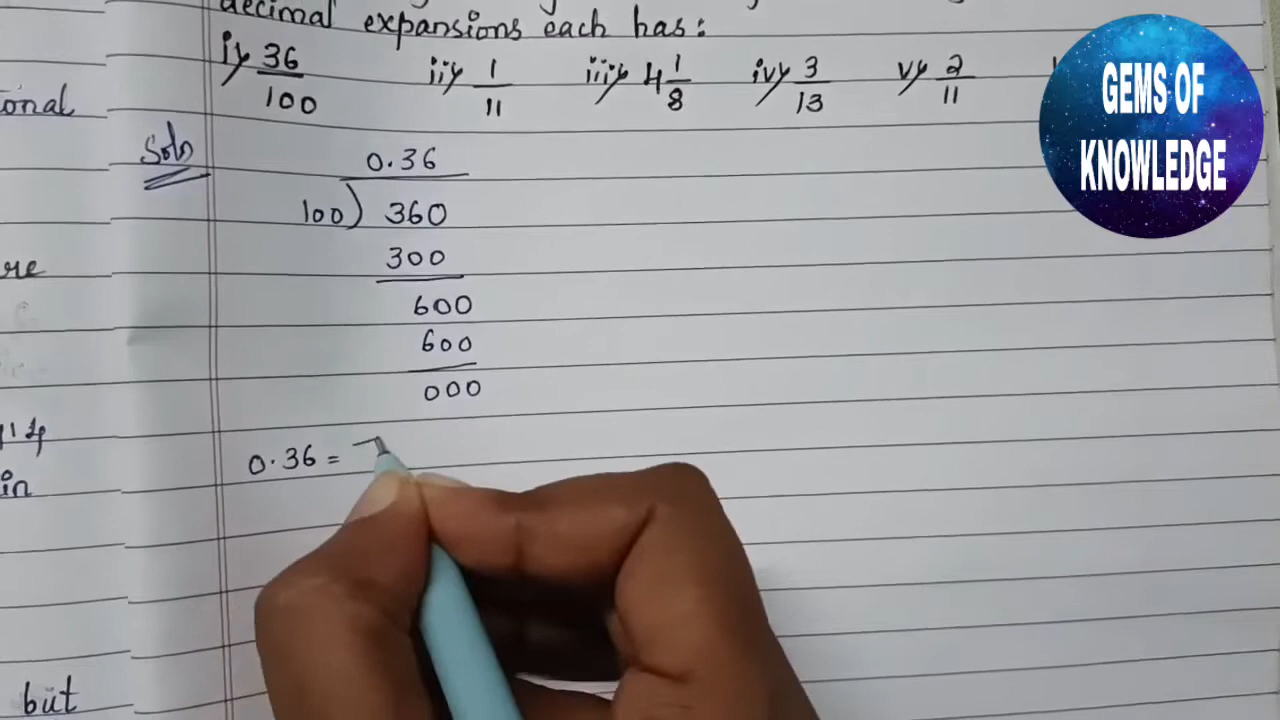 decimal expansions each has:
i) 36/100 ii) 1/11 iii) 4 1/8 iv) 3/13 v) 2/11
GEMS OF
KNOWLEDGE
onal
Soln
0.36
100) 360
300
re
600
600
000
0.36 =
in
but